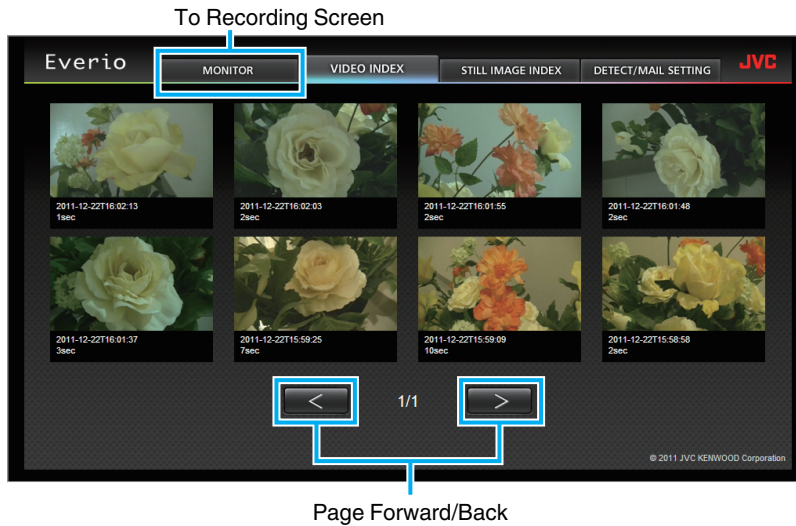 To Recording Screen
Everio
MONITOR
VIDEO INDEX
STILL IMAGE INDEX
DETECT/MAIL SETTING
JVC
2011-12-22T16:02:13
1sec
2011-12-22T16:02:03
2sec
2011-12-22T16:01:55
2sec
2011-12-22T16:01:48
2sec
2011-12-22T16:01:37
3sec
2011-12-22T15:59:25
7sec
2011-12-22T15:59:09
10sec
2011-12-22T15:58:58
2sec
<
1/1
>
© 2011 JVC KENWOOD Corporation
Page Forward/Back